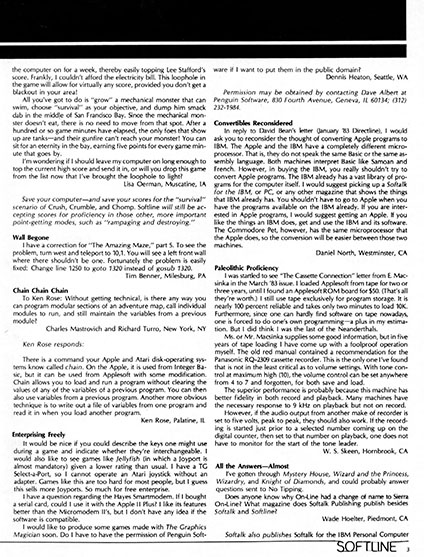 the computer on for a week, thereby easily topping Lee Stafford's
score. Frankly, I couldn't afford the electricity bill. This loophole in
the game will allow for virtually any score, provided you don't get a
blackout in your area!
All you've got to do is "grow" a mechanical monster that can
swim, choose "survival" as your objective, and dump him smack
dab in the middle of San Francisco Bay. Since the mechanical mon-
ster doesn't eat, there is no need to move from that spot. After a
hundred or so game minutes have elapsed, the only foes that show
up are tanks—and their gunfire can't reach your monster! You can
sit for an eternity in the bay, earning five points for every game min-
ute that goes by.
I'm wondering if I should leave my computer on long enough to
top the current high score and send it in, or will you drop this game
from the list now that I've brought the loophole to light?
Lisa Oerman, Muscatine, IA
Save your computer—and save your scores for the "survival"
scenario of Crush, Crumble, and Chomp. Softline will still be ac-
cepting scores for proficiency in those other, more important
point-getting modes, such as "rampaging and destroying."
Wall Begone
I have a correction for "The Amazing Maze," part 5. To see the
problem, turn west and teleport to 10,1. You will see a left front wall
where there shouldn't be one. Fortunately the problem is easily
fixed: Change line 1250 to goto 1320 instead of gosub 1320.
Tim Benner, Milesburg, PA
Chain Chain Chain
To Ken Rose: Without getting technical, is there any way you
can program modular sections of an adventure map, call individual
modules to run, and still maintain the variables from a previous
module?
Charles Mastrovich and Richard Turro, New York, NY
Ken Rose responds:
There is a command your Apple and Atari disk-operating sys-
tems know called chain. On the Apple, it is used from Integer Ba-
sic, but it can be used from Applesoft with some modification.
Chain allows you to load and run a program without clearing the
values of any of the variables of a previous program. You can then
also use variables from a previous program. Another more obvious
technique is to write out a file of variables from one program and
read it in when you load another program.
Ken Rose, Palatine, IL
Enterprising Freely
It would be nice if you could describe the keys one might use
during a game and indicate whether they're interchangeable. I
would also like to see games like Jellyfish (in which a Joyport is
almost mandatory) given a lower rating than usual. I have a TG
Select-a-Port, so I cannot operate an Atari joystick without an
adapter. Games like this are too hard for most people, but I guess
this sells more Joyports. So much for free enterprise.
I have a question regarding the Hayes Smartmodem. If I bought
a serial card, could I use it with the Apple II Plus? I like its features
better than the Micromodem II's, but I don't have any idea if the
software is compatible.
I would like to produce some games made with The Graphics
Magician soon. Do I have to have the permission of Penguin Soft-
ware if I want to put them in the public domain?
Dennis Heaton, Seattle, WA
Permission may be obtained by contacting Dave Albert at
Penguin Software, 830 Fourth Avenue, Geneva, IL 60134; (312)
232-1984.
Convertibles Reconsidered
In reply to David Bean's letter (January '83 Directline), I would
ask you to reconsider the thought of converting Apple programs to
IBM. The Apple and the IBM have a completely different micro-
processor. That is, they do not speak the same dialect or the same as-
sembly language. Both machines interpret Basic like Samoan and
French. However, in buying the IBM, you really shouldn't try to
convert Apple programs. The IBM already has a vast library of pro-
grams for the computer itself. I would suggest picking up a Softalk
for the IBM, or PC, or any other magazine that shows the things
that IBM already has. You shouldn't have to go to Apple when you
have the programs available on the IBM already. If you are inter-
ested in Apple programs, I would suggest getting an Apple. If you
like the things an IBM does, get and use the IBM and its software.
The Commodore Pet, however, has the same microprocessor that
the Apple does, so the conversion will be easier between those two
machines.
Daniel North, Westminster, CA
Paleolithic Proficiency
I was startled to see "The Cassette Connection" letter from E. Mac-
sinka in the March '83 issue. I loaded Applesoft from tape for two or
three years, until I found an Applesoft ROM board for $50. (That's all
they're worth.) I still use tape exclusively for program storage. It is
nearly 100 percent reliable and takes only two minutes to load 10K.
Furthermore, since one can hardly find software on tape nowadays,
one is forced to do one's own programming—a plus in my estima-
tion. But I did think I was the last of the Neanderthals.
Ms. or Mr. Macsinka supplies some good information, but in five
years of tape loading I have come up with a foolproof operation
myself. The old red manual contained a recommendation for the
Panasonic RQ-2309 cassette recorder. This is the only one I've found
that is not in the least critical as to volume settings. With tone con-
trol at maximum high (10), the volume control can be set anywhere
from 4 to 7 and forgotten, for both save and load.
The superior performance is probably because this machine has
better fidelity in both record and playback. Many machines have
the necessary response to 9 kHz on playback but not on record.
However, if the audio output from another make of recorder is
set to five volts, peak to peak, they should also work. If the record-
ing is started just prior to a selected number coming up on the
digital counter, then set to that number on playback, one does not
have to monitor for the start of the tone leader.
W. S. Skeen, Hornbrook, CA
All the Answers—Almost
I've gotten through Mystery House, Wizard and the Princess,
Wizardry, and Knight of Diamonds, and could probably answer
questions sent to No Tipping.
Does anyone know why On-Line had a change of name to Sierra
On-Line? What magazine does Softalk Publishing publish besides
Softalk and Softline?
Wade Hoelter, Piedmont, CA
Softalk also publishes Softalk for the IBM Personal Computer
SOFTLINE 3